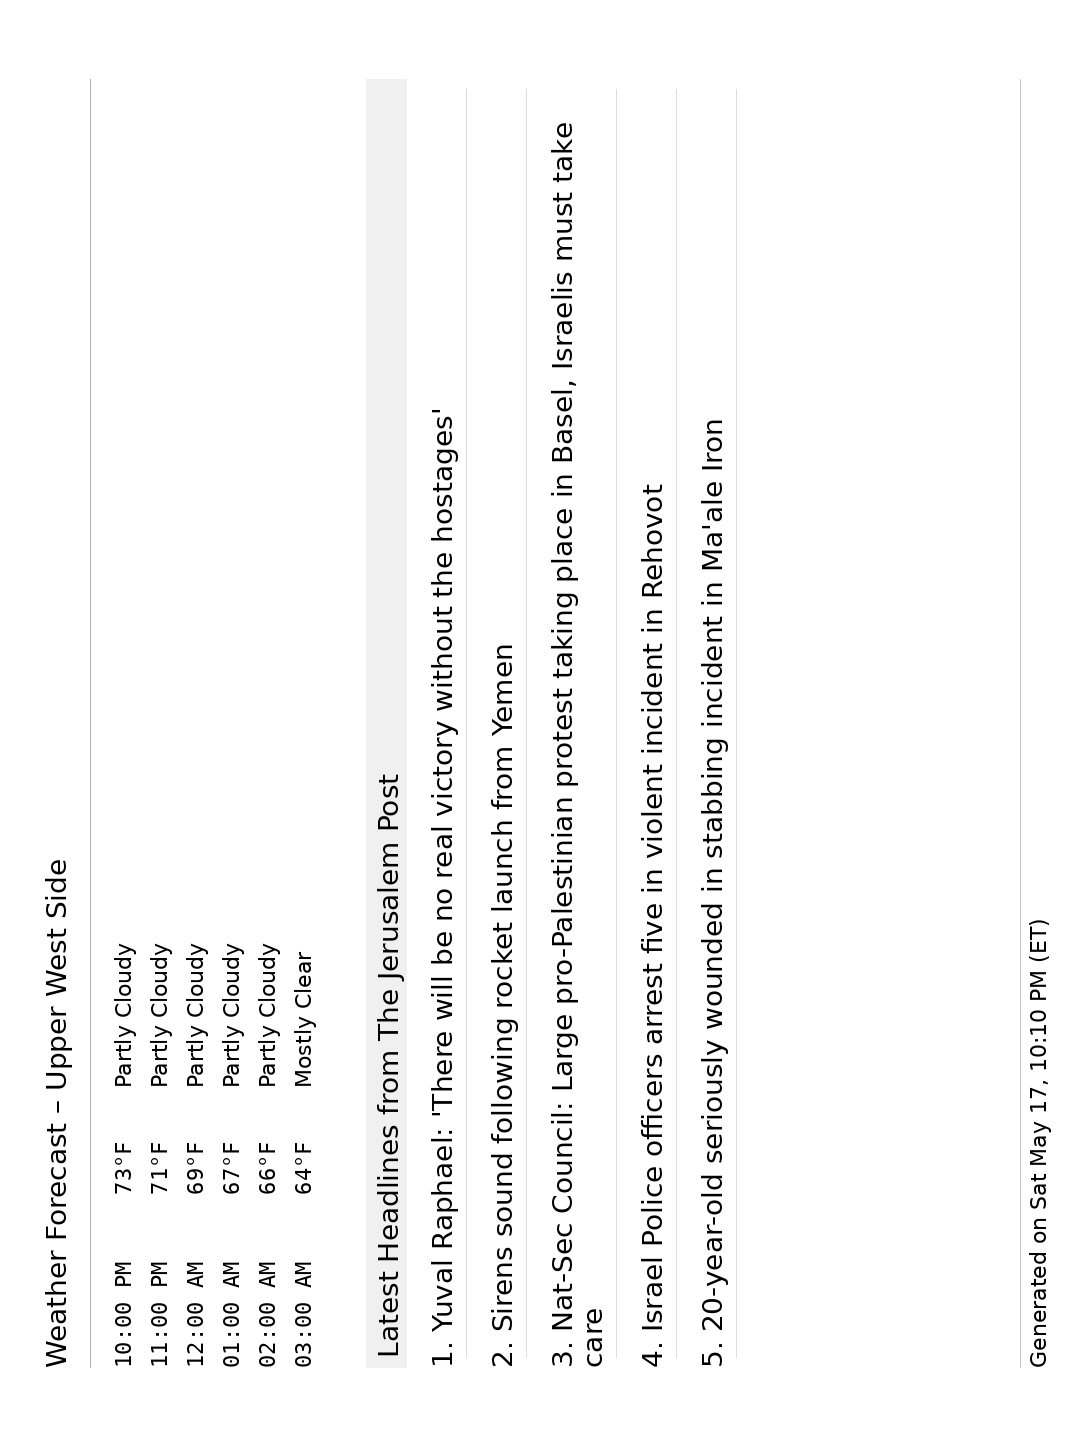 Weather Forecast – Upper West Side
10:00 PM 73°F Partly Cloudy
11:00 PM 71°F Partly Cloudy
12:00 AM 69°F Partly Cloudy
01:00 AM 67°F Partly Cloudy
02:00 AM 66°F Partly Cloudy
03:00 AM 64°F Mostly Clear
Latest Headlines from The Jerusalem Post
1. Yuval Raphael: 'There will be no real victory without the hostages'
2. Sirens sound following rocket launch from Yemen
3. Nat-Sec Council: Large pro-Palestinian protest taking place in Basel, Israelis must take
care
4. Israel Police officers arrest five in violent incident in Rehovot
5. 20-year-old seriously wounded in stabbing incident in Ma'ale Iron
Generated on Sat May 17, 10:10 PM (ET)